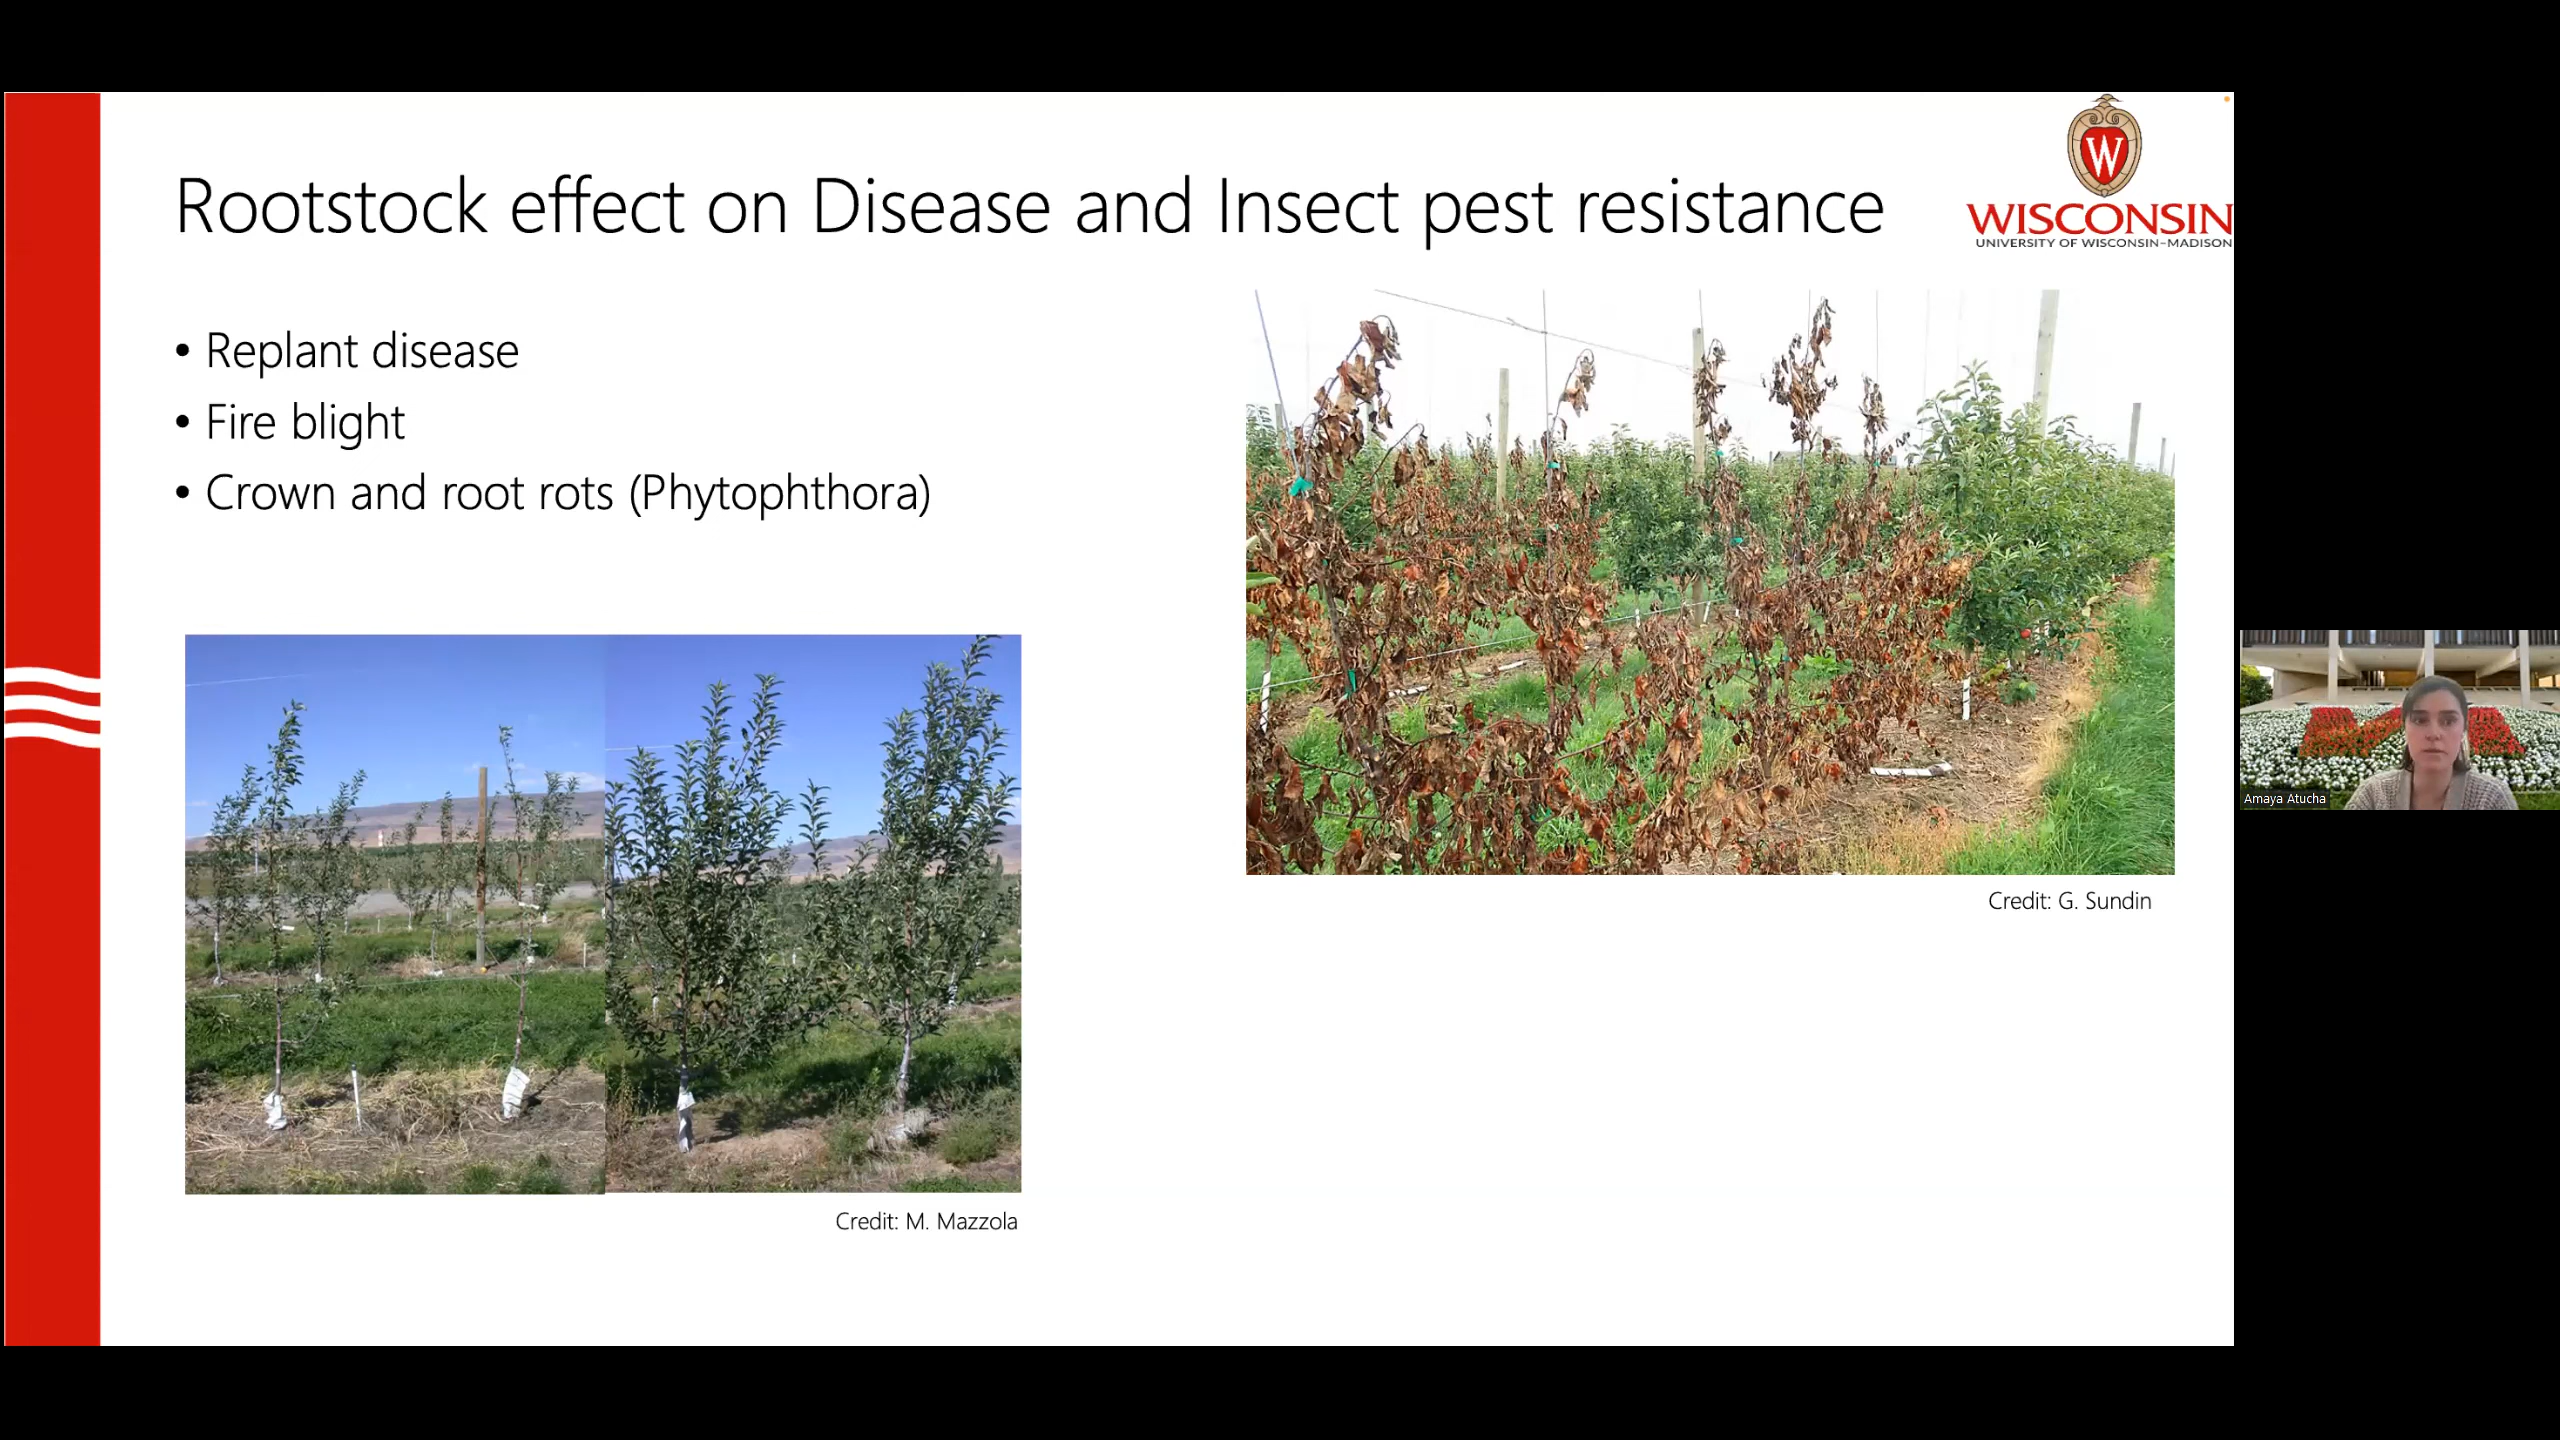 Rootstock effect on Disease and Insect pest resistance
W
WISCONSIN
UNIVERSITY OF WISCONSIN–MADISON
• Replant disease
• Fire blight
• Crown and root rots (Phytophthora)
Credit: G. Sundin
Credit: M. Mazzola
Amaya Atucha